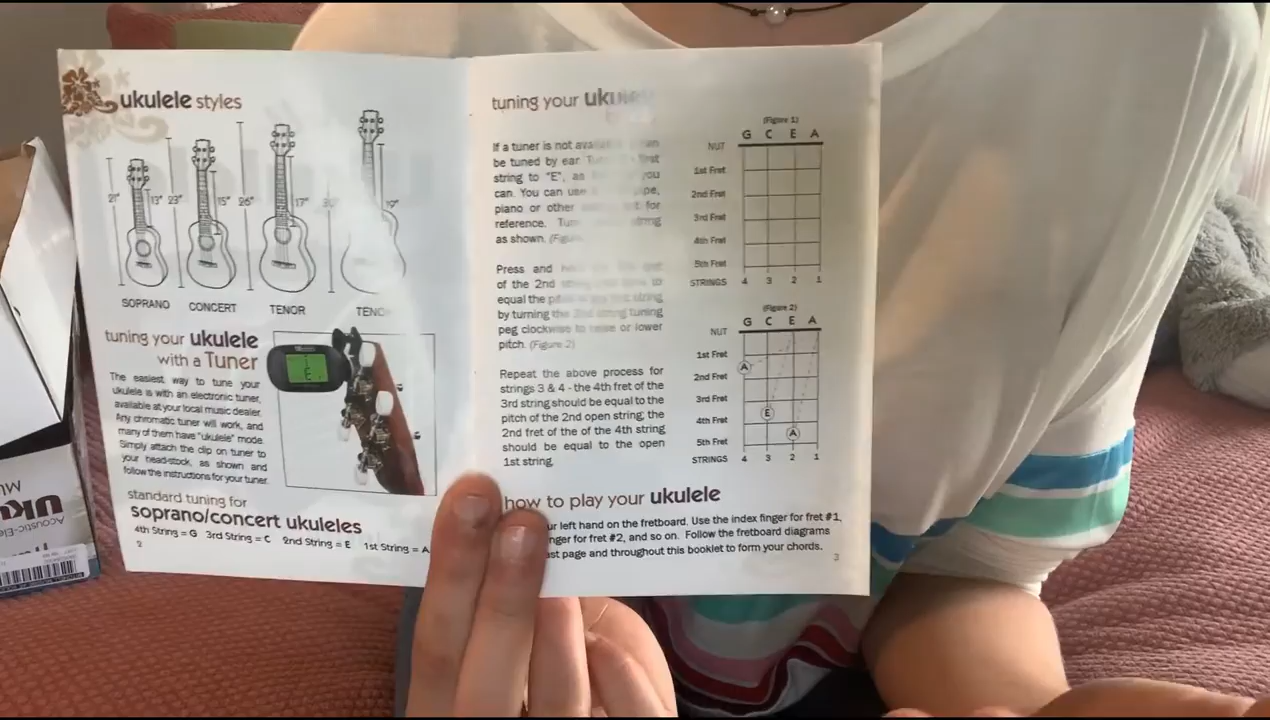 ukulele styles
21" 13" 23" 15" 26" 17" 19"
SOPRANO CONCERT TENOR
tuning your ukulele
with a Tuner
The easiest way to tune your
ukulele is with an electronic tuner,
available at your local music dealer.
Any chromatic tuner will work, and
many of them have "ukulele" mode.
Simply attach the clip on tuner to
your head-stock, as shown and
follow the instructions for your tuner.
standard tuning for
soprano/concert ukuleles
4th String = G 3rd String = C 2nd String = E 1st String = A
2
tuning your
If a tuner is not
be tuned by ear.
string to "E", as you
can. You can use
piano or other for
reference. string
as shown.
Press and
of the 2nd to
equal the string
by turning the tuning
peg clockwise to or lower
pitch. (Figure 2)
Repeat the above process for
strings 3 & 4 - the 4th fret of the
3rd string should be equal to the
pitch of the 2nd open string, the
2nd fret of the of the 4th string
should be equal to the open
1st string.
(Figure 1)
G C E A
NUT
1st Fret
2nd Fret
3rd Fret
4th Fret
5th Fret
STRINGS 4 3 2 1
(Figure 2)
G C E A
NUT
1st Fret
A
2nd Fret
3rd Fret
E
4th Fret
A
5th Fret
STRINGS 4 3 2 1
how to play your ukulele
left hand on the fretboard. Use the index finger for fret #1,
for fret #2, and so on. Follow the fretboard diagrams
page and throughout this booklet to form your chords.
3